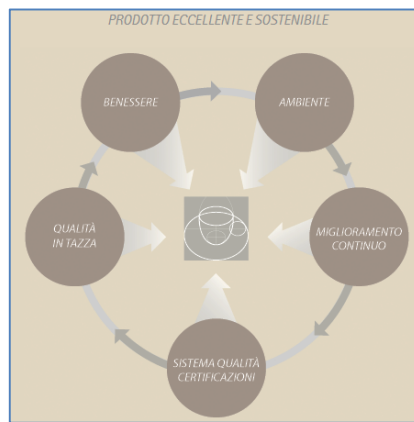 PRODOTTO ECCELLENTE E SOSTENIBILE
BENESSERE
AMBIENTE
QUALITÀ
IN TAZZA
MIGLIORAMENTO
CONTINUO
SISTEMA QUALITÀ
CERTIFICAZIONI